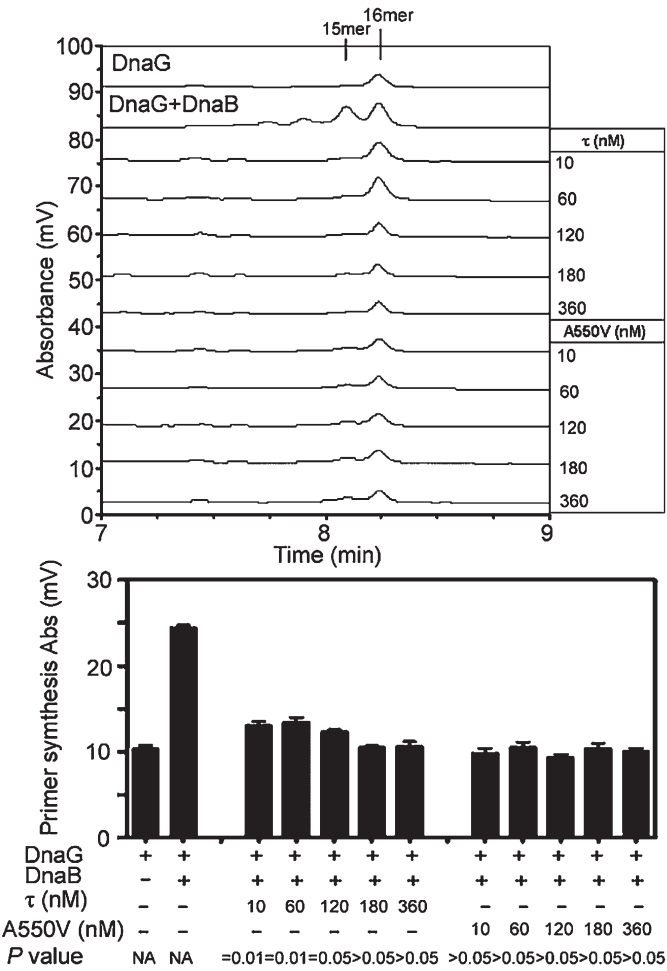 15mer 16mer
100
DnaG
90
DnaG+DnaB
80
70
60
50
40
30
20
10
0
Absorbance (mV)
7 8 9
Time (min)
τ (nM)
10
60
120
180
360
A550V (nM)
10
60
120
180
360
30
20
10
0
Primer symthesis Abs (mV)
DnaG + + + + + + + + + + + +
DnaB – + + + + + + + + + + +
τ (nM) – – 10 60 120 180 360 – – – – –
A550V (nM) – – – – – – – 10 60 120 180 360
P value NA NA =0.01 =0.01 =0.05 >0.05 >0.05 >0.05 >0.05 >0.05 >0.05 >0.05